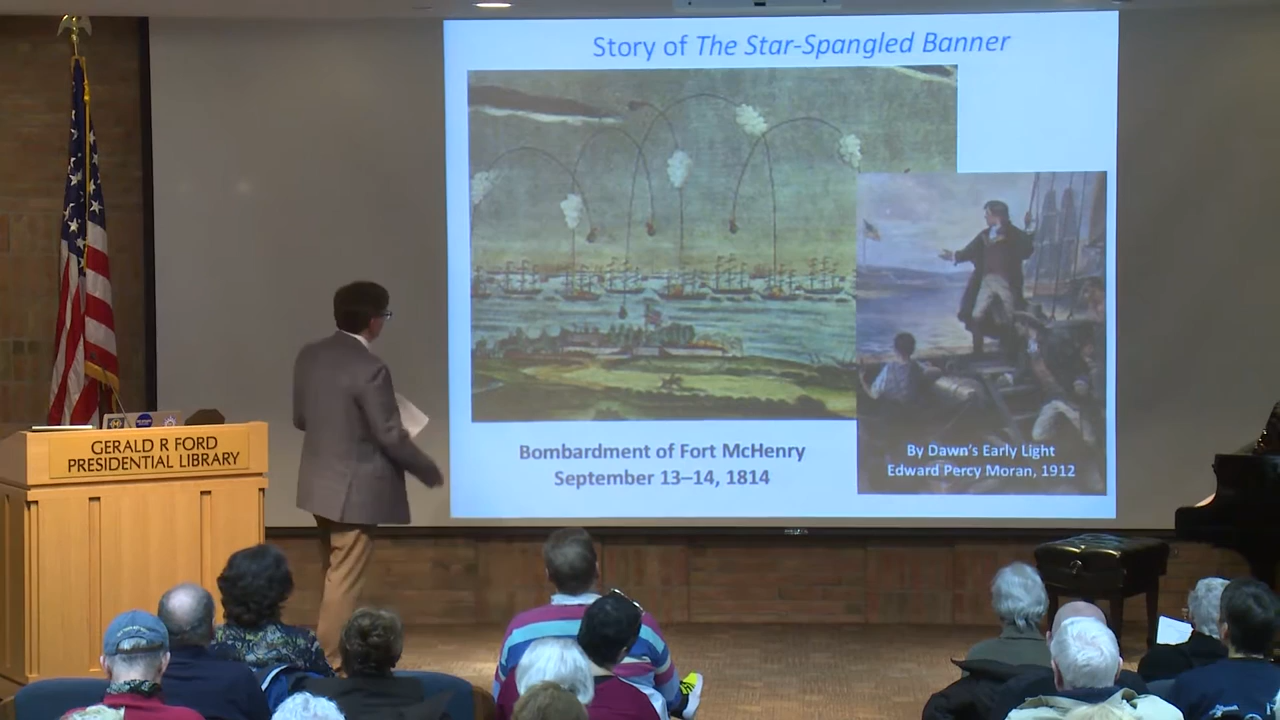 Story of The Star-Spangled Banner
Bombardment of Fort McHenry
September 13–14, 1814
By Dawn's Early Light
Edward Percy Moran, 1912
GERALD R FORD
PRESIDENTIAL LIBRARY